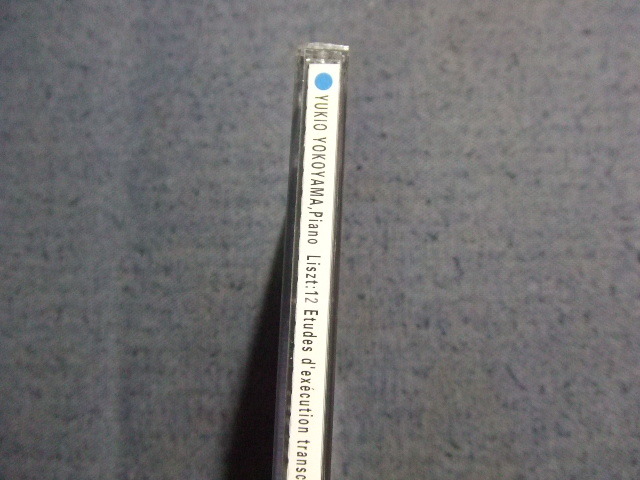 YUKIO YOKOYAMA,Piano Liszt:12 Etudes d'exécution transc